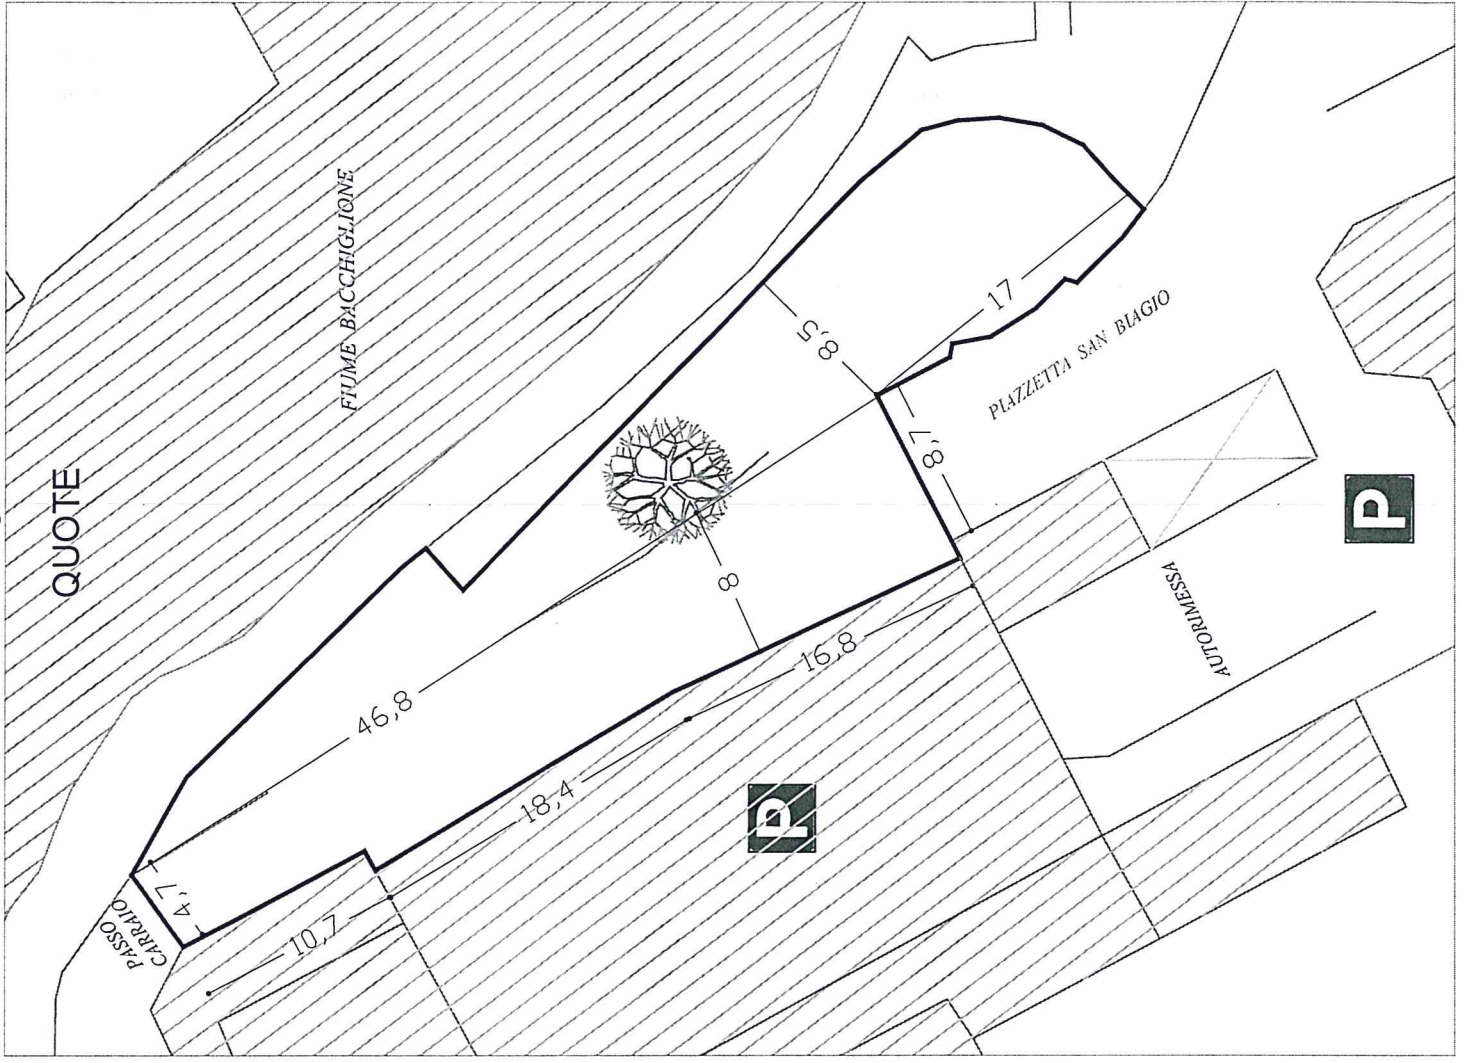 QUOTE
FIUME BACCHIGLIONE
8,5
17
PIAZZETTA SAN BIAGIO
8,7
8
46,8
16,8
AUTORIMESSA
P
18,4
P
4,7
PASSO
CARRAIO
10,7